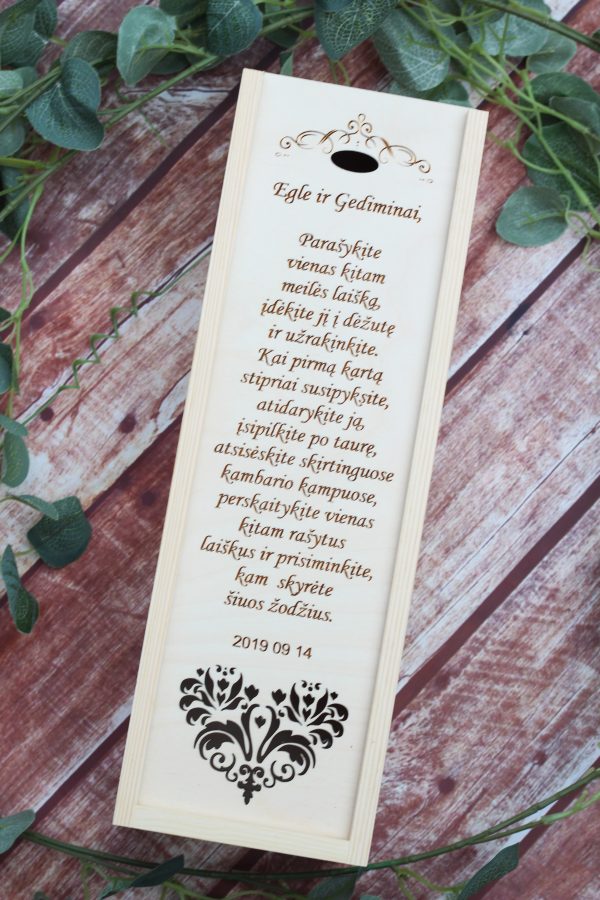 Egle ir Gediminai,
Parašykite
vienas kitam
meilės laišką,
įdėkite jį į dėžutę
ir užrakinkite.
Kai pirmą kartą
stipriai susipyksite,
atidarykite ją,
įsipilkite po taurę,
atsisėskite skirtinguose
kambario kampuose,
perskaitykite vienas
kitam rašytus
laiškus ir prisiminkite,
kam skyrėte
šiuos žodžius.
2019 09 14